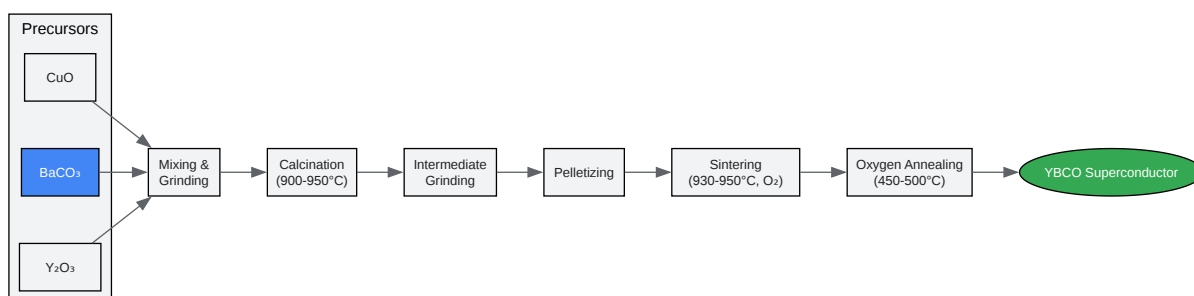 Precursors
CuO
BaCO₃
Y₂O₃
Mixing &
Grinding
Calcination
(900-950°C)
Intermediate
Grinding
Pelletizing
Sintering
(930-950°C, O₂)
Oxygen Annealing
(450-500°C)
YBCO Superconductor